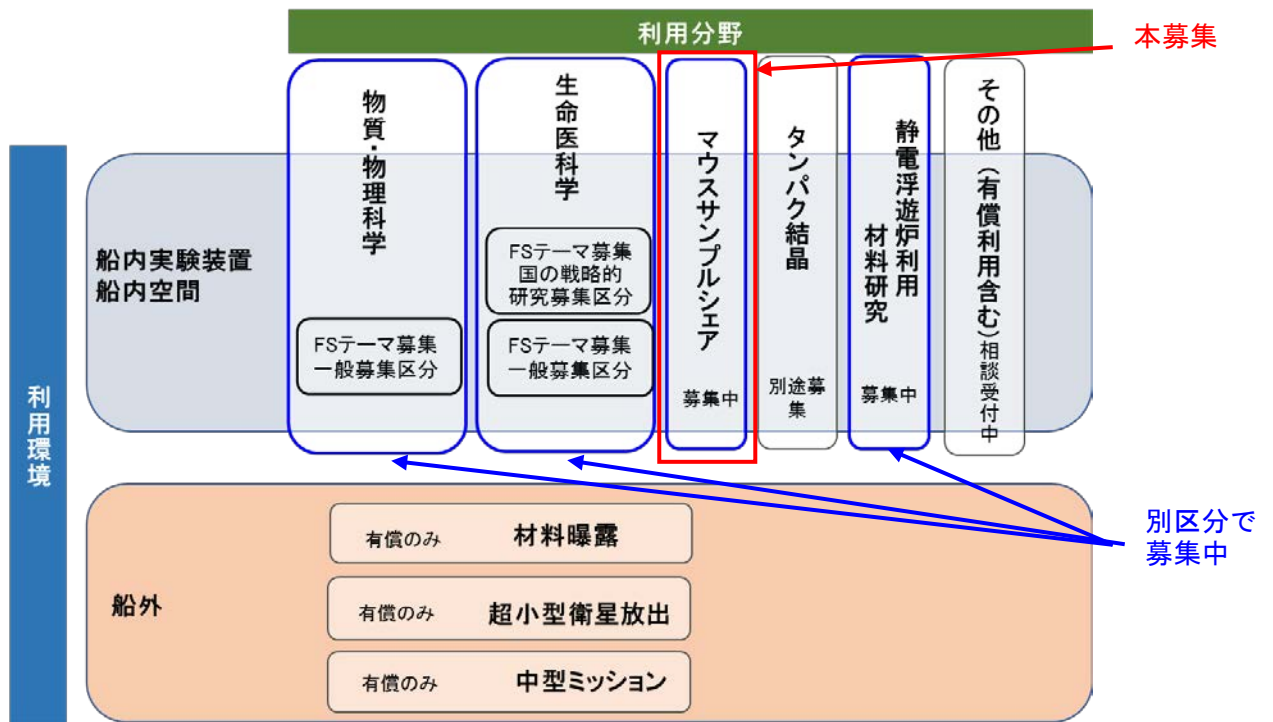 利用分野
本募集
物質・物理科学
生命医科学
マウスサンプルシェア
タンパク結晶
静電浮遊炉利用
材料研究
その他（有償利用含む）相談受付中
利用環境
船内実験装置
船内空間
FSテーマ募集
国の戦略的
研究募集区分
FSテーマ募集
一般募集区分
FSテーマ募集
一般募集区分
募集中
別途募
集
募集中
別区分で
募集中
船外
有償のみ 材料曝露
有償のみ 超小型衛星放出
有償のみ 中型ミッション